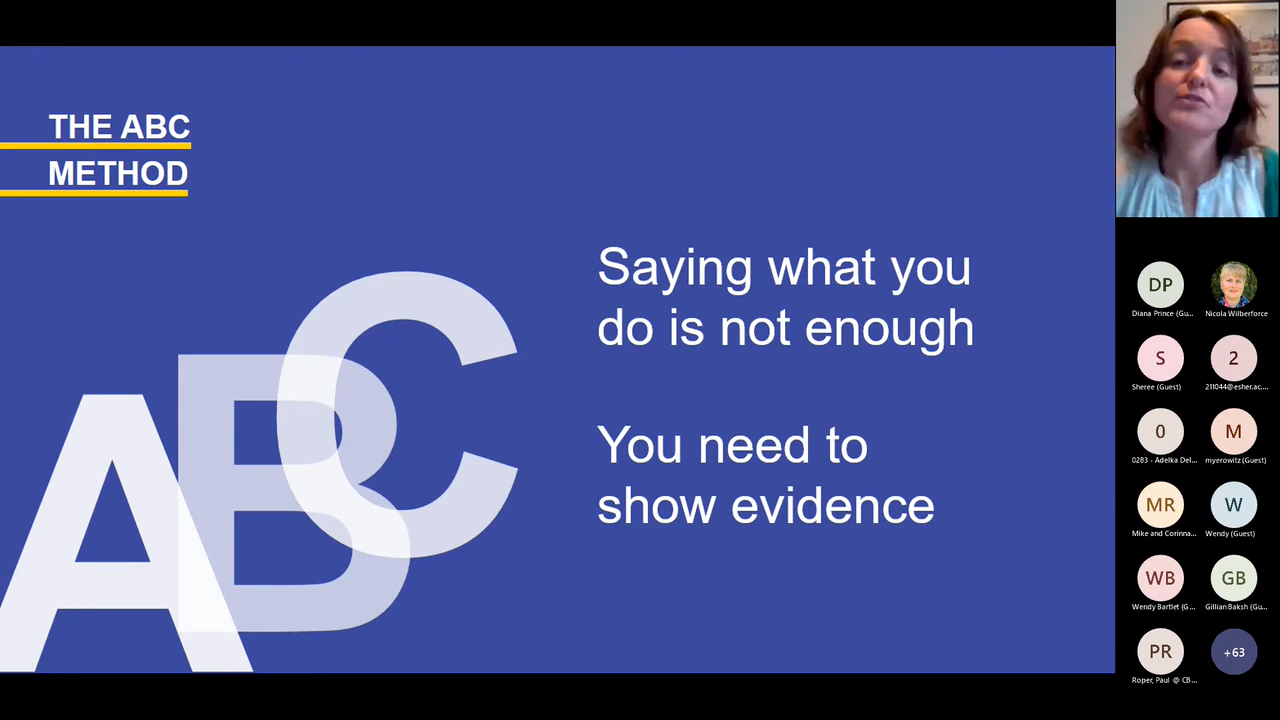 THE ABC
METHOD
ABC
Saying what you
do is not enough
You need to
show evidence
DP
Diana Prince (Gu...
Nicola Wilberforce
S
Sheree (Guest)
2
211044@esher.ac....
0
0283 - Adelka Del...
M
myerowitz (Guest)
MR
Mike and Corinna...
W
Wendy (Guest)
WB
Wendy Bartlet (G...
GB
Gillian Baksh (Gu...
PR
Roper, Paul @ CB...
+63